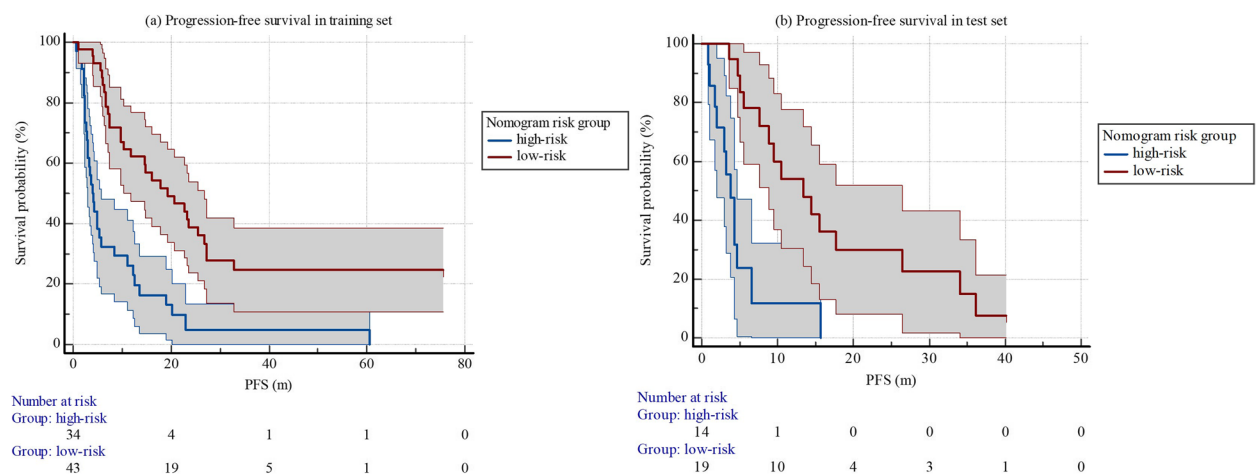 (a) Progression-free survival in training set
100
80
60
40
20
0
Survival probability (%)
0 20 40 60 80
PFS (m)
Nomogram risk group
high-risk
low-risk
Number at risk
Group: high-risk
34 4 1 1 0
Group: low-risk
43 19 5 1 0
(b) Progression-free survival in test set
100
80
60
40
20
0
Survival probability (%)
0 10 20 30 40 50
PFS (m)
Nomogram risk group
high-risk
low-risk
Number at risk
Group: high-risk
14 1 0 0 0 0
Group: low-risk
19 10 4 3 1 0